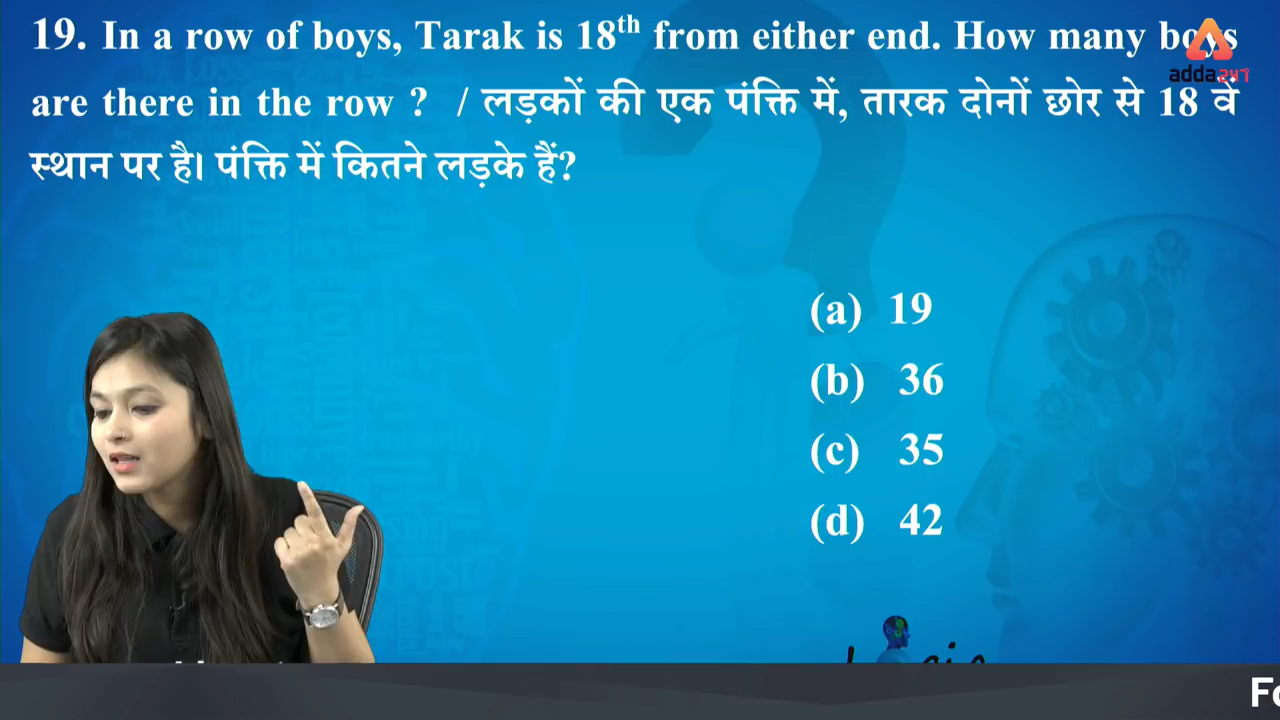 19. In a row of boys, Tarak is 18th from either end. How many boys
adda247
are there in the row ? / लड़कों की एक पंक्ति में, तारक दोनों छोर से 18 वें
स्थान पर है। पंक्ति में कितने लड़के हैं?
(a) 19
(b) 36
(c) 35
(d) 42